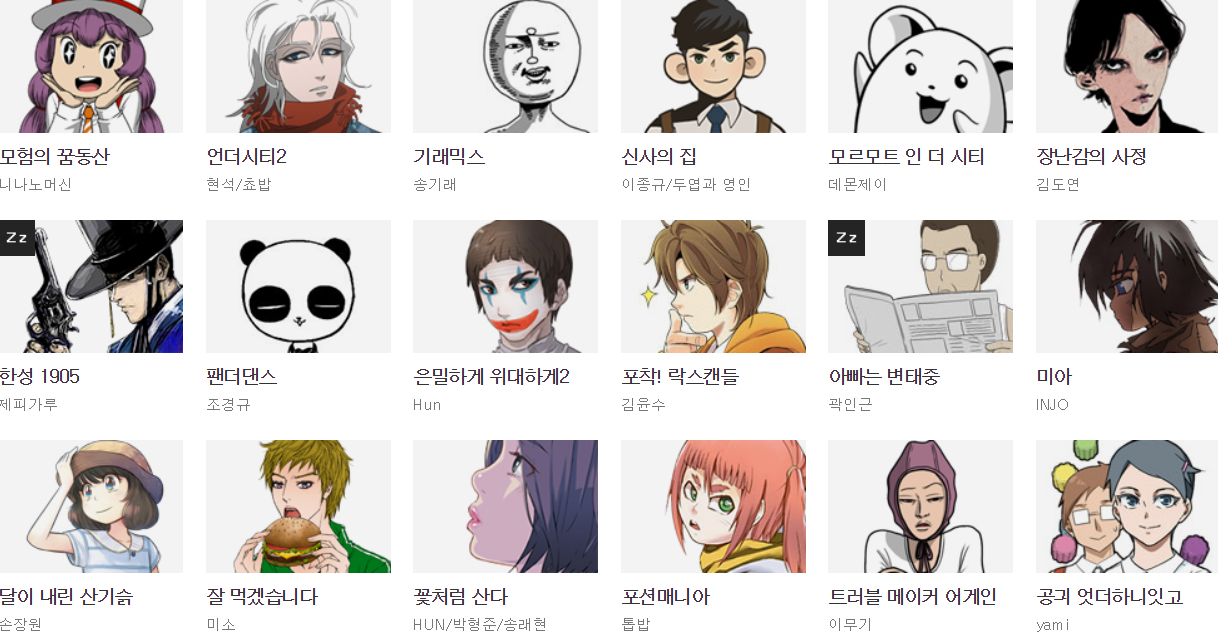 모험의 꿈동산
니나노머신
언더시티2
현석/쵸밥
기래믹스
송기래
신사의 집
이종규/두엽과 영인
모르모트 인 더 시티
데몬제이
장난감의 사정
김도연
Zz
한성 1905
제피가루
팬더댄스
조경규
은밀하게 위대하게2
Hun
포착! 락스캔들
김윤수
Zz
아빠는 변태중
곽인근
미아
INJO
달이 내린 산기슭
손장원
잘 먹겠습니다
미소
꽃처럼 산다
HUN/박형준/송래현
포션매니아
톱밥
트러블 메이커 어게인
이무기
공긔 엇더하니잇고
yami